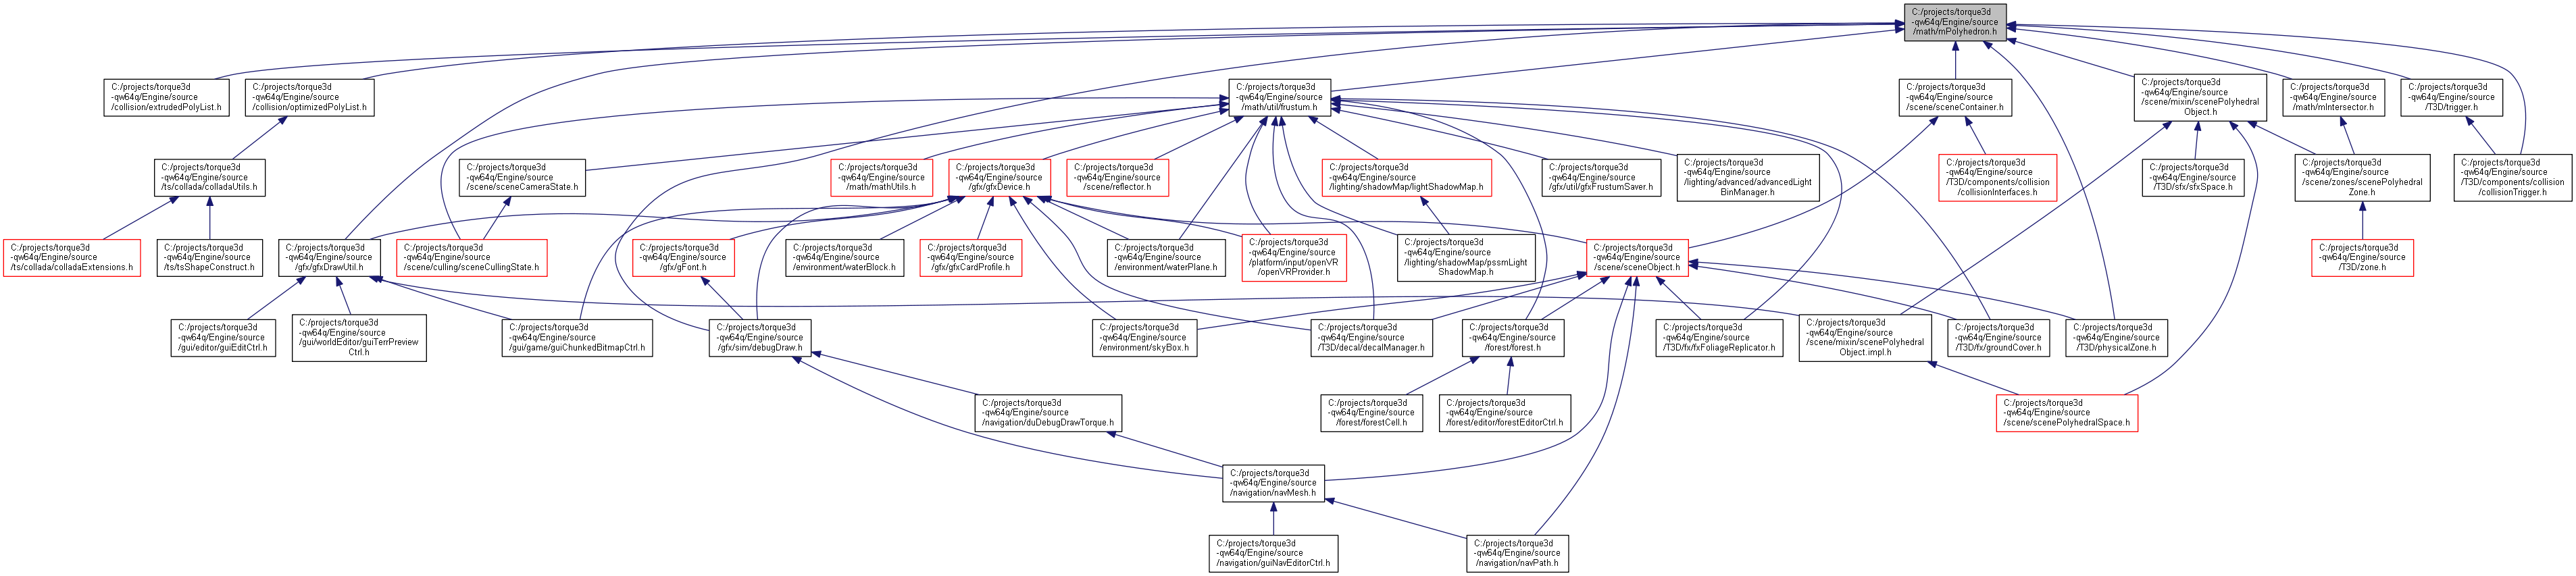 C:/projects/torque3d
-qw64q/Engine/source
/math/mPolyhedron.h
C:/projects/torque3d
-qw64q/Engine/source
/collision/extrudedPolyList.h
C:/projects/torque3d
-qw64q/Engine/source
/collision/optimizedPolyList.h
C:/projects/torque3d
-qw64q/Engine/source
/math/util/frustum.h
C:/projects/torque3d
-qw64q/Engine/source
/scene/sceneContainer.h
C:/projects/torque3d
-qw64q/Engine/source
/scene/mixin/scenePolyhedral
Object.h
C:/projects/torque3d
-qw64q/Engine/source
/math/mIntersector.h
C:/projects/torque3d
-qw64q/Engine/source
/T3D/trigger.h
C:/projects/torque3d
-qw64q/Engine/source
/ts/collada/colladaUtils.h
C:/projects/torque3d
-qw64q/Engine/source
/scene/sceneCameraState.h
C:/projects/torque3d
-qw64q/Engine/source
/math/mathUtils.h
C:/projects/torque3d
-qw64q/Engine/source
/gfx/gfxDevice.h
C:/projects/torque3d
-qw64q/Engine/source
/scene/reflector.h
C:/projects/torque3d
-qw64q/Engine/source
/lighting/shadowMap/lightShadowMap.h
C:/projects/torque3d
-qw64q/Engine/source
/gfx/util/gfxFrustumSaver.h
C:/projects/torque3d
-qw64q/Engine/source
/lighting/advanced/advancedLight
BinManager.h
C:/projects/torque3d
-qw64q/Engine/source
/T3D/components/collision
/collisionInterfaces.h
C:/projects/torque3d
-qw64q/Engine/source
/T3D/sfx/sfxSpace.h
C:/projects/torque3d
-qw64q/Engine/source
/scene/zones/scenePolyhedral
Zone.h
C:/projects/torque3d
-qw64q/Engine/source
/T3D/components/collision
/collisionTrigger.h
C:/projects/torque3d
-qw64q/Engine/source
/ts/collada/colladaExtensions.h
C:/projects/torque3d
-qw64q/Engine/source
/ts/tsShapeConstruct.h
C:/projects/torque3d
-qw64q/Engine/source
/gfx/gfxDrawUtil.h
C:/projects/torque3d
-qw64q/Engine/source
/scene/culling/sceneCullingState.h
C:/projects/torque3d
-qw64q/Engine/source
/gfx/gFont.h
C:/projects/torque3d
-qw64q/Engine/source
/environment/waterBlock.h
C:/projects/torque3d
-qw64q/Engine/source
/gfx/gfxCardProfile.h
C:/projects/torque3d
-qw64q/Engine/source
/environment/waterPlane.h
C:/projects/torque3d
-qw64q/Engine/source
/platform/input/openVR
/openVRProvider.h
C:/projects/torque3d
-qw64q/Engine/source
/lighting/shadowMap/pssmLight
ShadowMap.h
C:/projects/torque3d
-qw64q/Engine/source
/scene/sceneObject.h
C:/projects/torque3d
-qw64q/Engine/source
/T3D/zone.h
C:/projects/torque3d
-qw64q/Engine/source
/gui/editor/guiEditCtrl.h
C:/projects/torque3d
-qw64q/Engine/source
/gui/worldEditor/guiTerrPreview
Ctrl.h
C:/projects/torque3d
-qw64q/Engine/source
/gui/game/guiChunkedBitmapCtrl.h
C:/projects/torque3d
-qw64q/Engine/source
/gfx/sim/debugDraw.h
C:/projects/torque3d
-qw64q/Engine/source
/environment/skyBox.h
C:/projects/torque3d
-qw64q/Engine/source
/T3D/decal/decalManager.h
C:/projects/torque3d
-qw64q/Engine/source
/forest/forest.h
C:/projects/torque3d
-qw64q/Engine/source
/T3D/fx/fxFoliageReplicator.h
C:/projects/torque3d
-qw64q/Engine/source
/scene/mixin/scenePolyhedral
Object.impl.h
C:/projects/torque3d
-qw64q/Engine/source
/T3D/fx/groundCover.h
C:/projects/torque3d
-qw64q/Engine/source
/T3D/physicalZone.h
C:/projects/torque3d
-qw64q/Engine/source
/navigation/duDebugDrawTorque.h
C:/projects/torque3d
-qw64q/Engine/source
/forest/forestCell.h
C:/projects/torque3d
-qw64q/Engine/source
/forest/editor/forestEditorCtrl.h
C:/projects/torque3d
-qw64q/Engine/source
/scene/scenePolyhedralSpace.h
C:/projects/torque3d
-qw64q/Engine/source
/navigation/navMesh.h
C:/projects/torque3d
-qw64q/Engine/source
/navigation/guiNavEditorCtrl.h
C:/projects/torque3d
-qw64q/Engine/source
/navigation/navPath.h